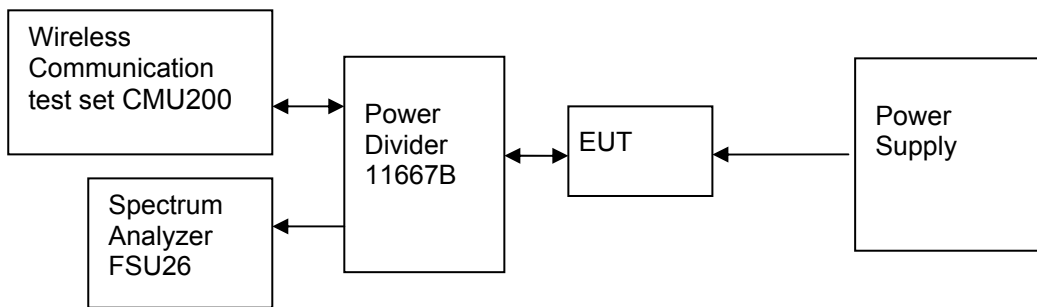 Wireless
Communication
test set CMU200
Power
Divider
11667B
EUT
Power
Supply
Spectrum
Analyzer
FSU26